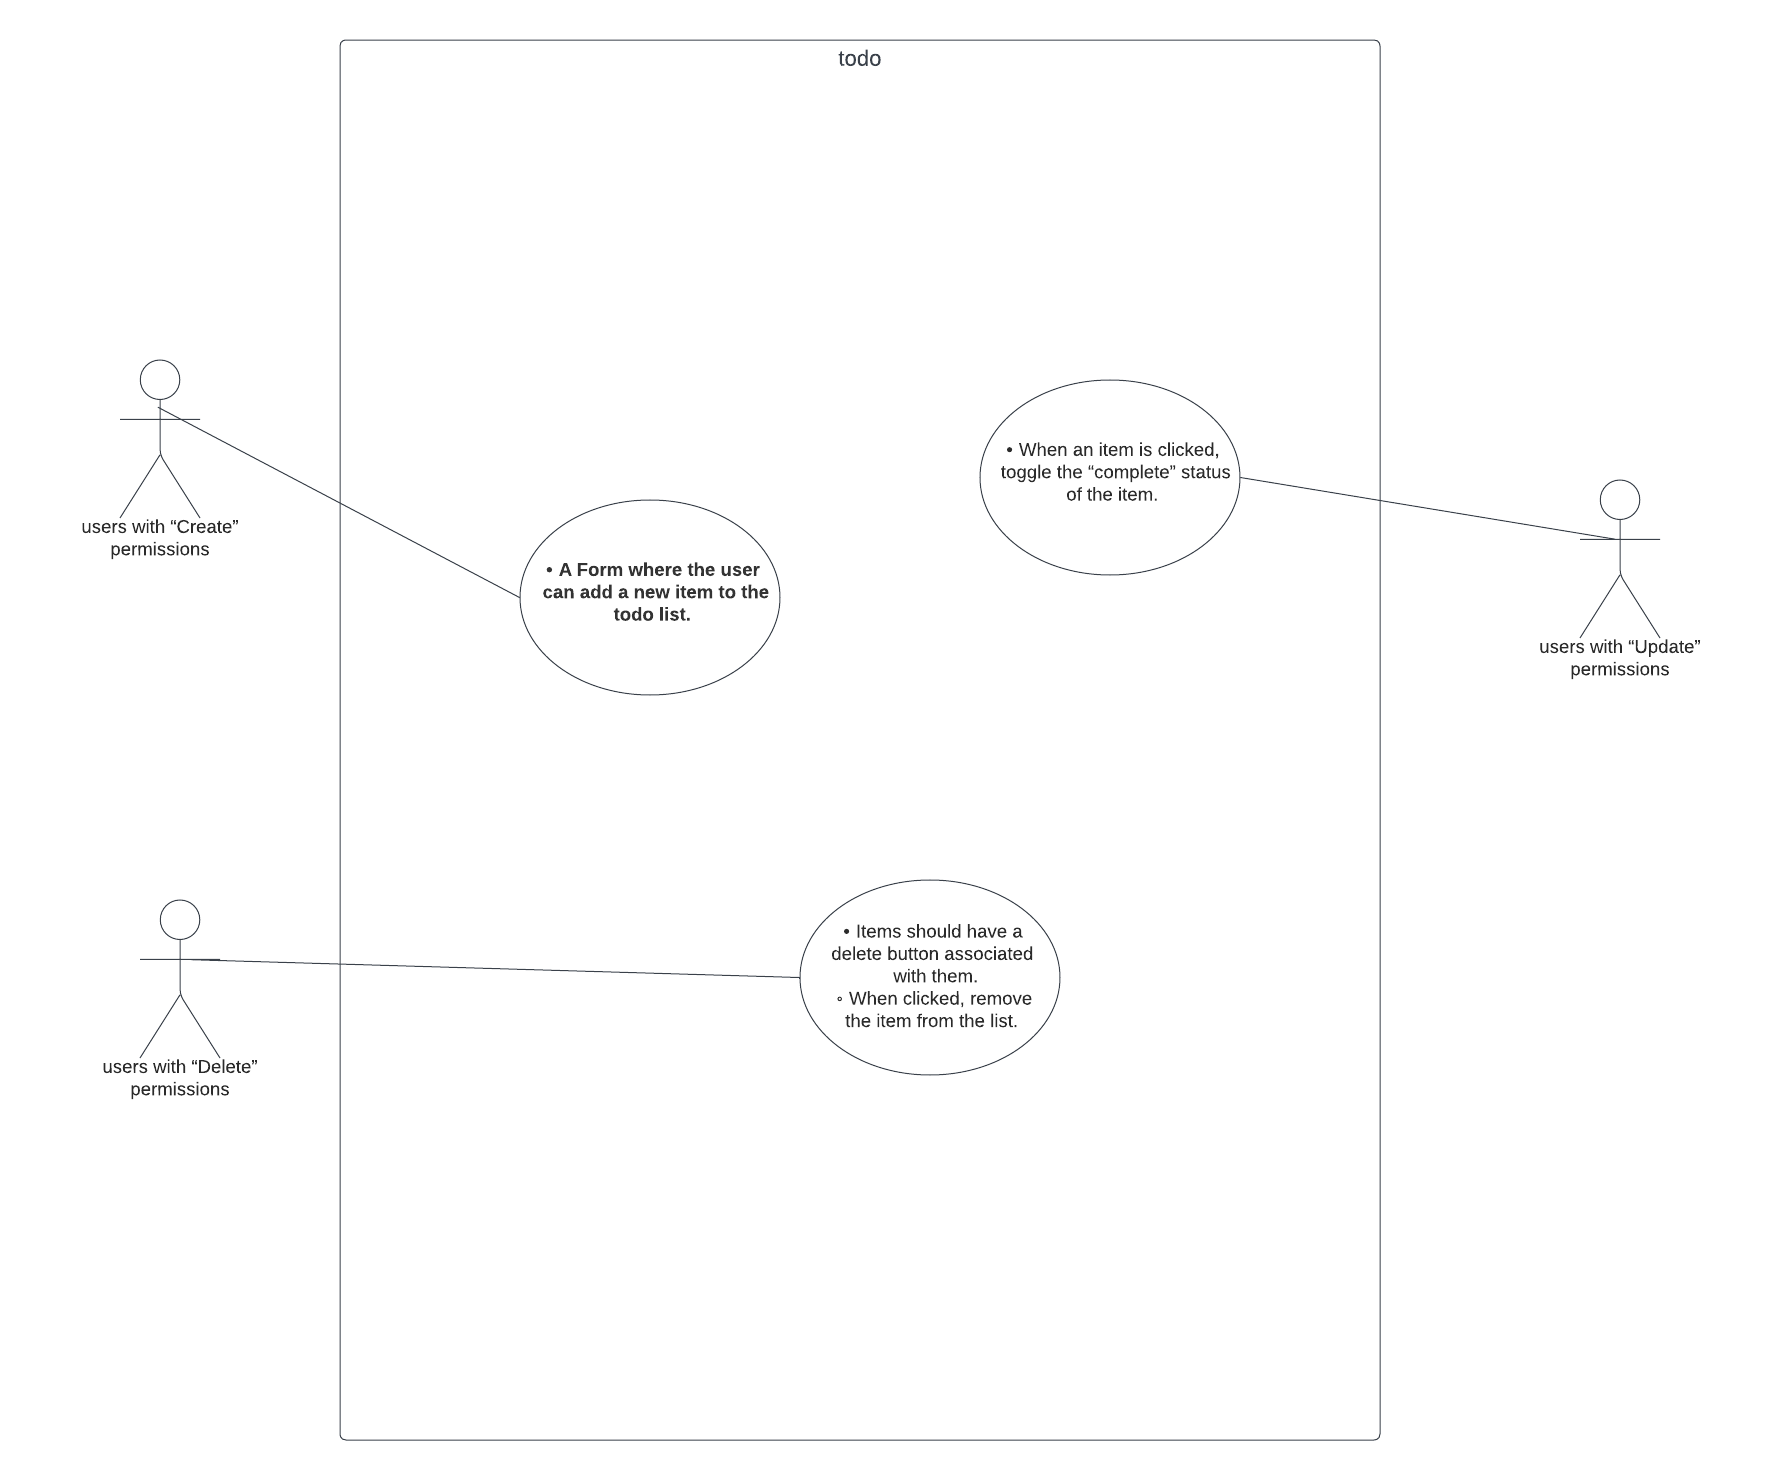 todo
users with “Create”
permissions
• A Form where the user
can add a new item to the
todo list.
• When an item is clicked,
toggle the “complete” status
of the item.
users with “Update”
permissions
users with “Delete”
permissions
• Items should have a
delete button associated
with them.
◦ When clicked, remove
the item from the list.